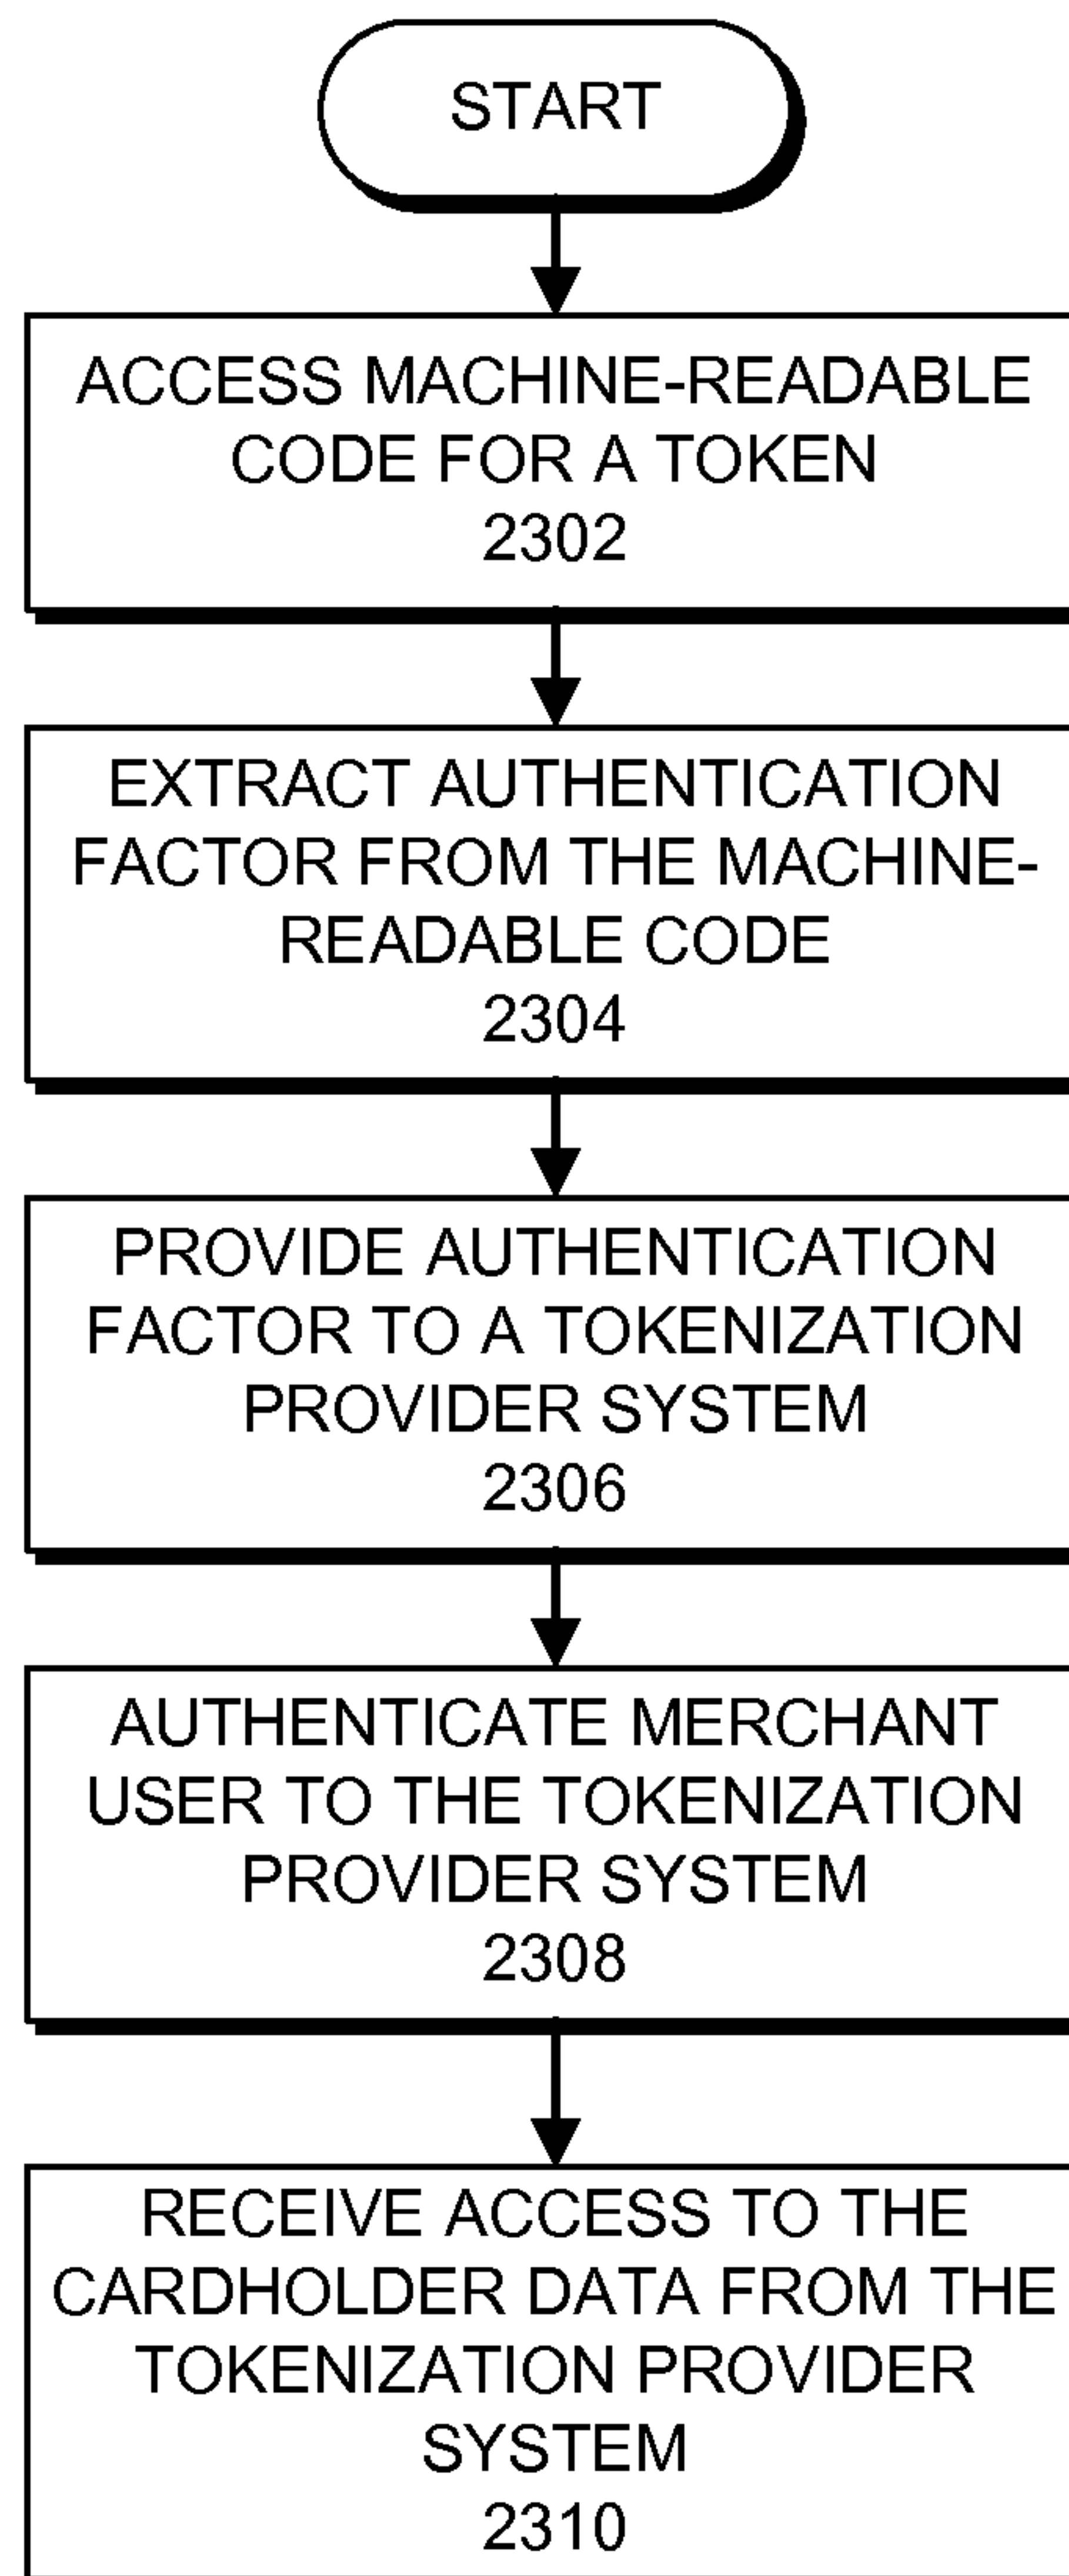 START
ACCESS MACHINE-READABLE
CODE FOR A TOKEN
2302
EXTRACT AUTHENTICATION
FACTOR FROM THE MACHINE-
READABLE CODE
2304
PROVIDE AUTHENTICATION
FACTOR TO A TOKENIZATION
PROVIDER SYSTEM
2306
AUTHENTICATE MERCHANT
USER TO THE TOKENIZATION
PROVIDER SYSTEM
2308
RECEIVE ACCESS TO THE
CARDHOLDER DATA FROM THE
TOKENIZATION PROVIDER
SYSTEM
2310